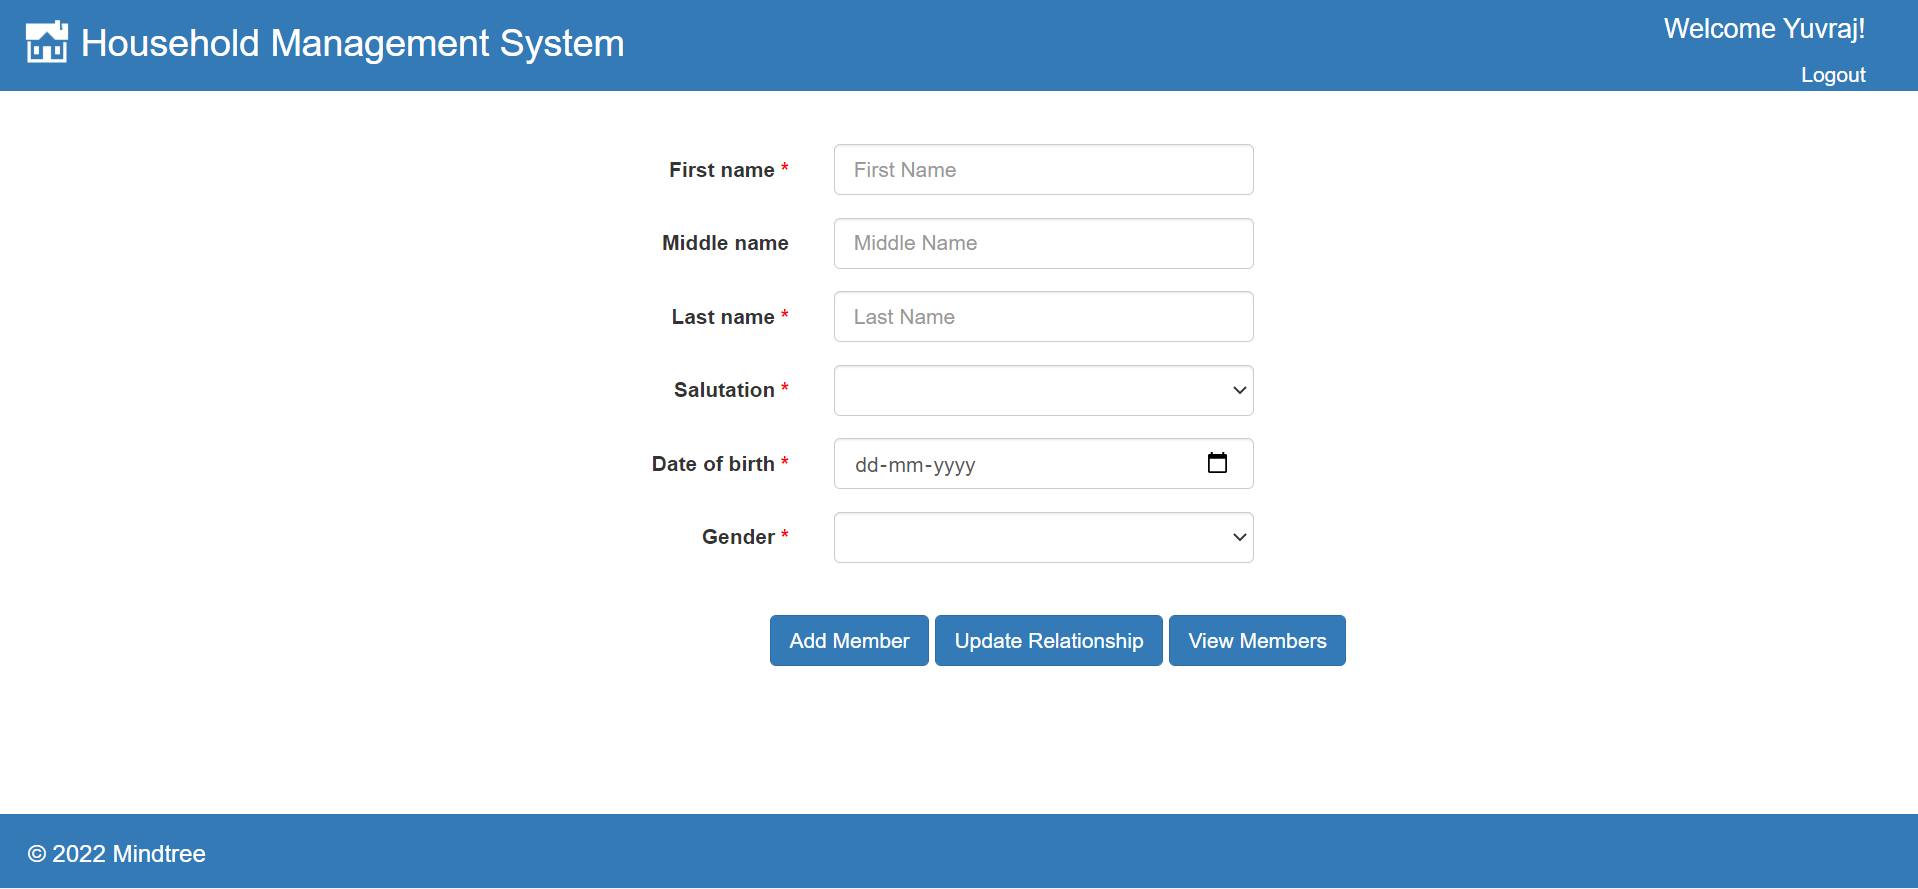 Household Management System
Welcome Yuvraj!
Logout
First name * First Name
Middle name Middle Name
Last name * Last Name
Salutation *
Date of birth * dd-mm-yyyy
Gender *
Add Member Update Relationship View Members
© 2022 Mindtree